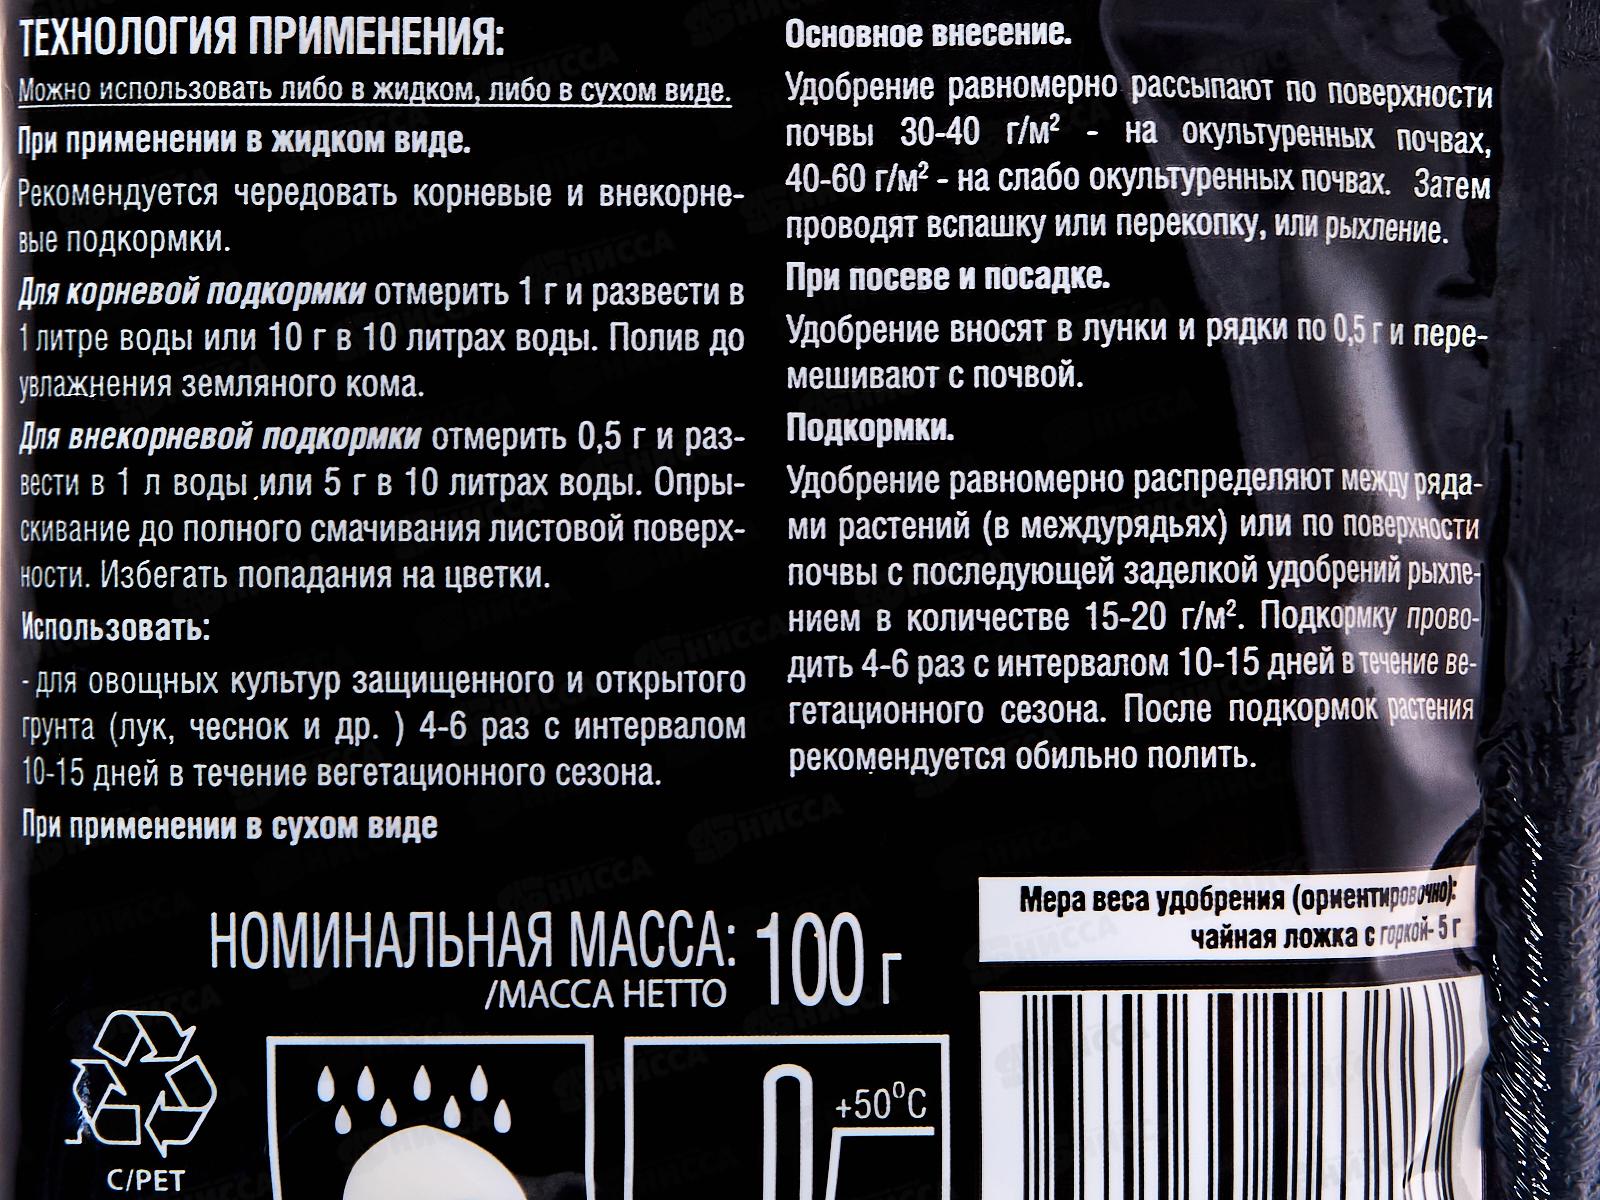 ТЕХНОЛОГИЯ ПРИМЕНЕНИЯ:
Можно использовать либо в жидком, либо в сухом виде.
При применении в жидком виде.
Рекомендуется чередовать корневые и внекорне-
вые подкормки.
Для корневой подкормки отмерить 1 г и развести в
1 литре воды или 10 г в 10 литрах воды. Полив до
увлажнения земляного кома.
Для внекорневой подкормки отмерить 0,5 г и раз-
вести в 1 л воды или 5 г в 10 литрах воды. Опры-
скивание до полного смачивания листовой поверх-
ности. Избегать попадания на цветки.
Использовать:
- для овощных культур защищенного и открытого
грунта (лук, чеснок и др. ) 4-6 раз с интервалом
10-15 дней в течение вегетационного сезона.
При применении в сухом виде
Основное внесение.
Удобрение равномерно рассыпают по поверхности
почвы 30-40 г/м² - на окультуренных почвах,
40-60 г/м² - на слабо окультуренных почвах. Затем
проводят вспашку или перекопку, или рыхление.
При посеве и посадке.
Удобрение вносят в лунки и рядки по 0,5 г и пере-
мешивают с почвой.
Подкормки.
Удобрение равномерно распределяют между ряда-
ми растений (в междурядьях) или по поверхности
почвы с последующей заделкой удобрений рыхле-
нием в количестве 15-20 г/м². Подкормку прово-
дить 4-6 раз с интервалом 10-15 дней в течение ве-
гетационного сезона. После подкормок растения
рекомендуется обильно полить.
Мера веса удобрения (ориентировочно):
чайная ложка с горкой- 5 г
НОМИНАЛЬНАЯ МАССА: 100 г
/МАССА НЕТТО
+50°C
C/PET